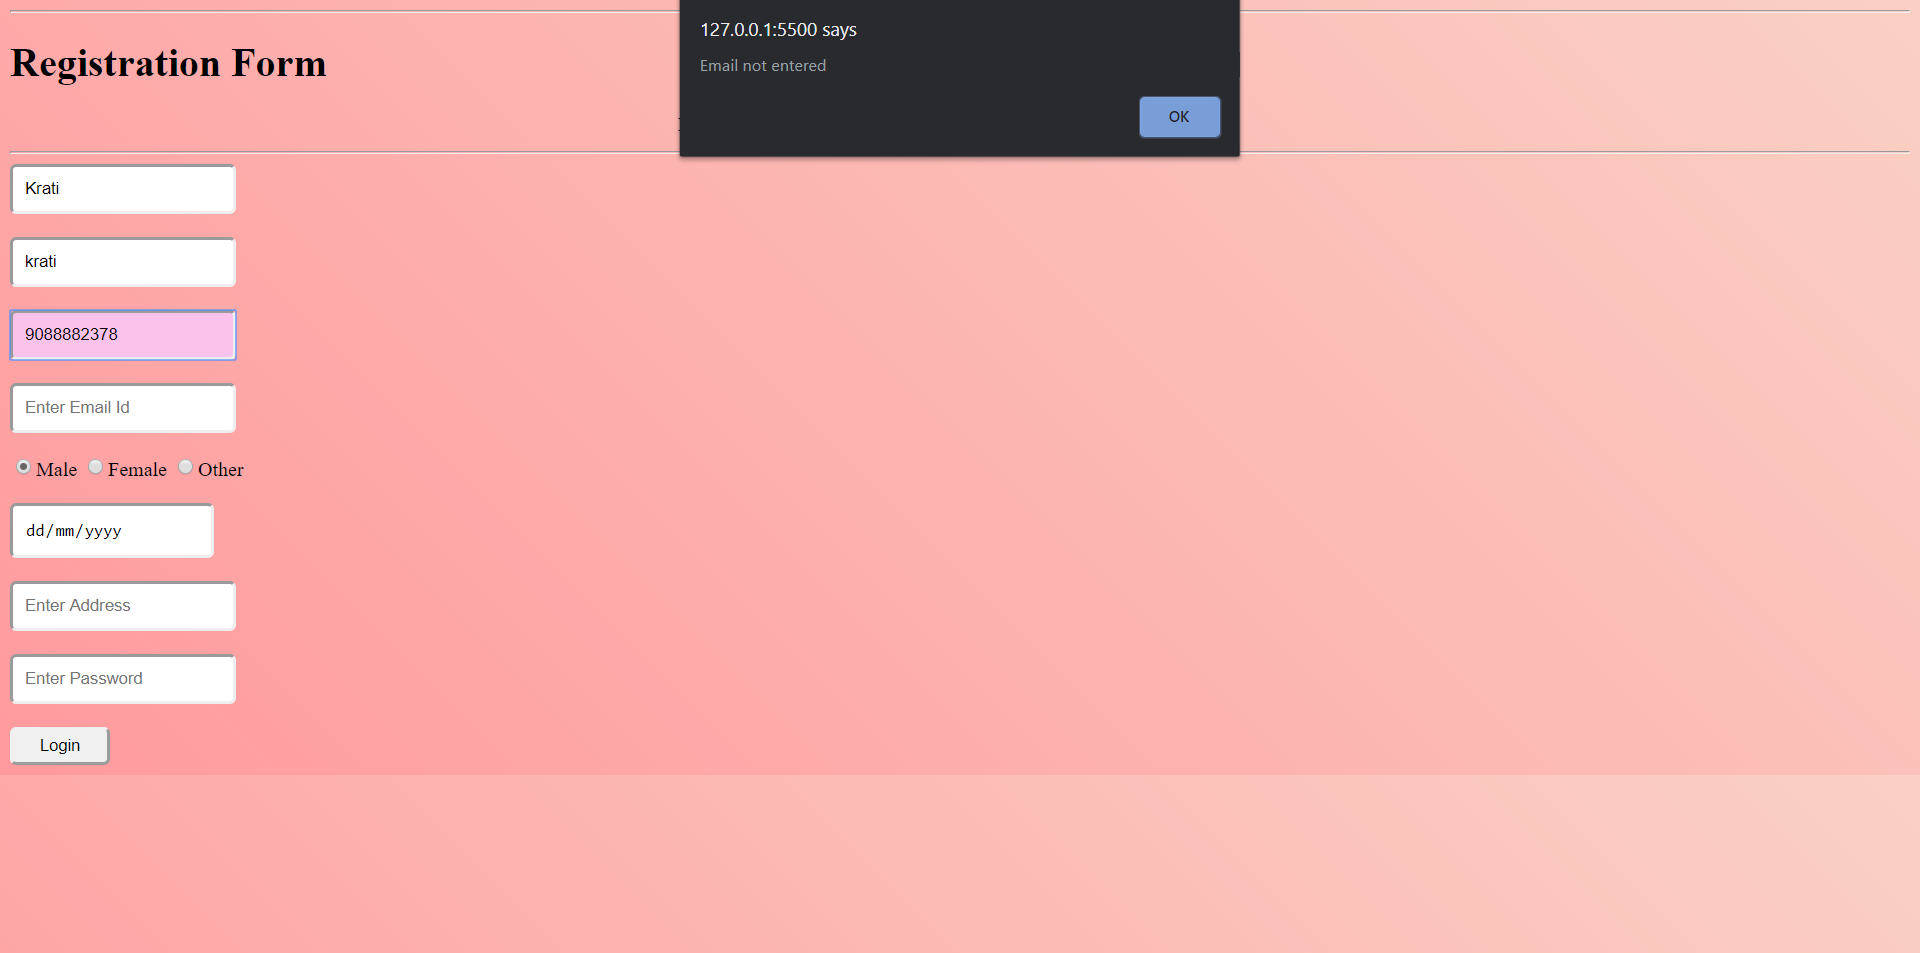 127.0.0.1:5500 says
Email not entered
OK
Registration Form
Krati
krati
9088882378
Enter Email Id
Male Female Other
dd/mm/yyyy
Enter Address
Enter Password
Login